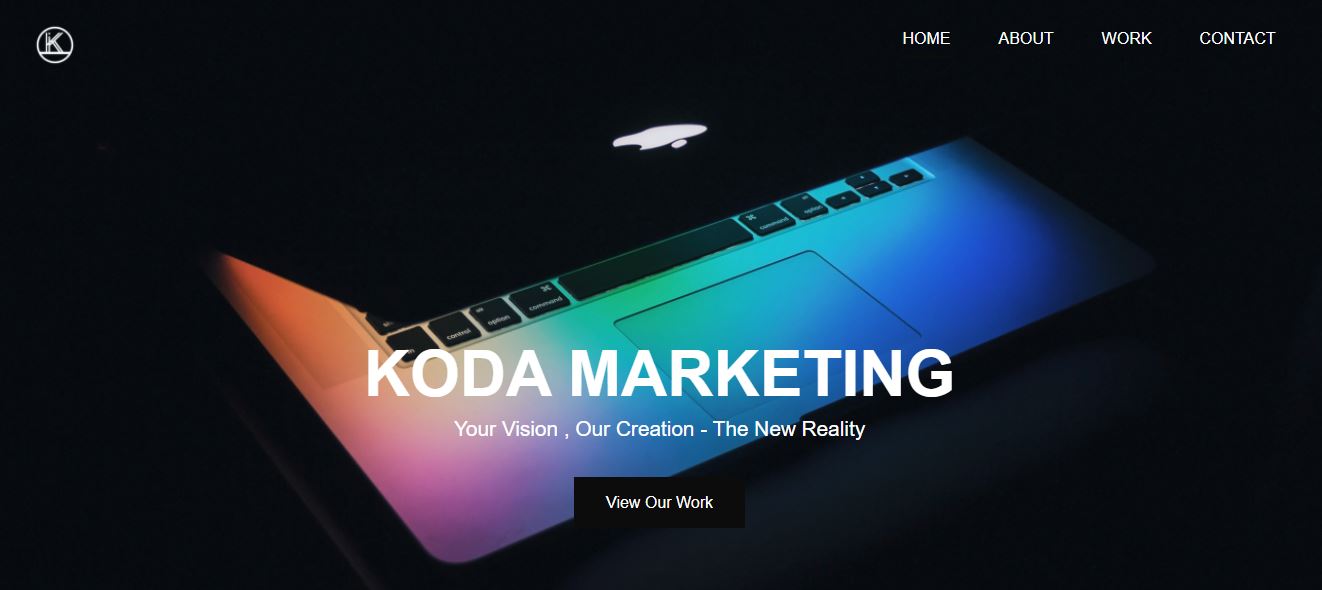 HOME ABOUT WORK CONTACT
command
option
command
option
control
KODA MARKETING
Your Vision , Our Creation - The New Reality
View Our Work